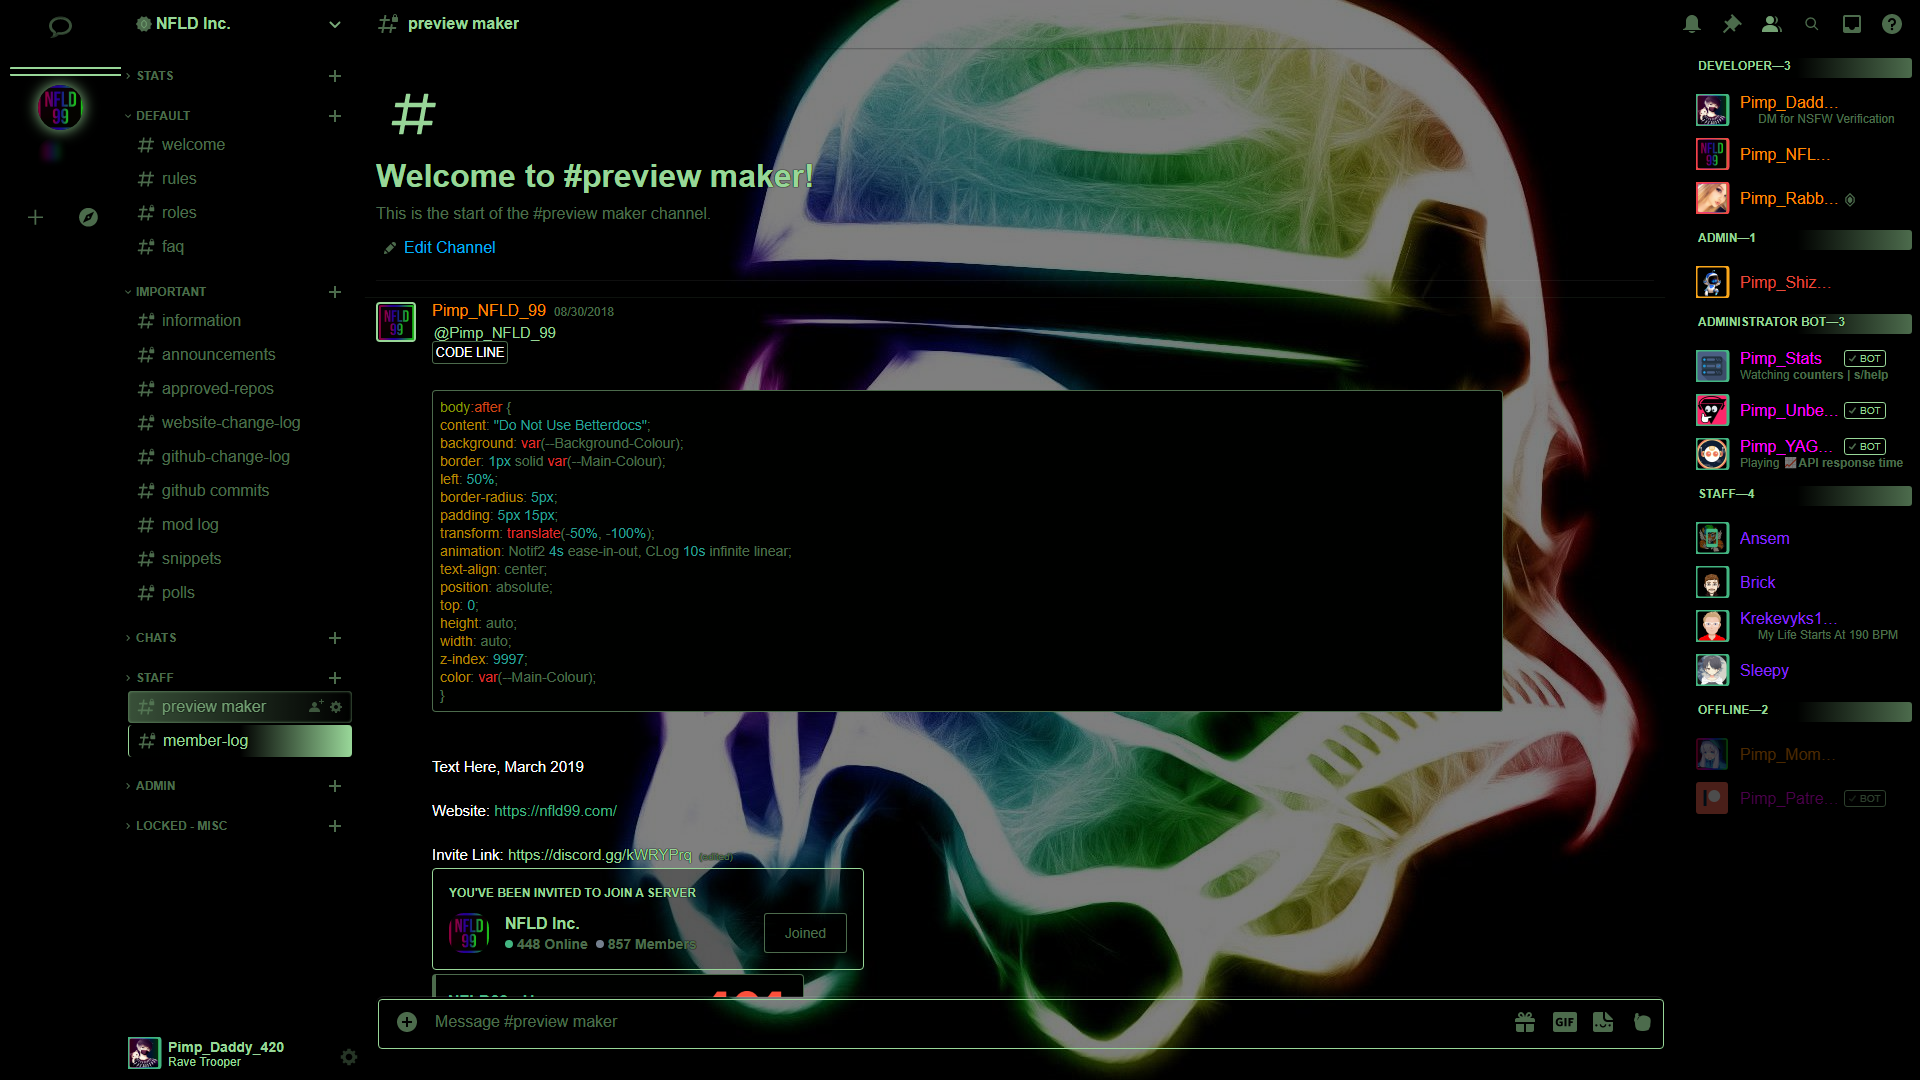 NFLD Inc.
STATS
NFLD
99
DEFAULT
welcome
rules
roles
faq
IMPORTANT
information
announcements
approved-repos
website-change-log
github-change-log
github commits
mod log
snippets
polls
CHATS
STAFF
preview maker
member-log
ADMIN
LOCKED - MISC
Pimp_Daddy_420
Rave Trooper
preview maker
#
Welcome to #preview maker!
This is the start of the #preview maker channel.
Edit Channel
NFLD
99
Pimp_NFLD_99 08/30/2018
@Pimp_NFLD_99
CODE LINE
body:after {
content: "Do Not Use Betterdocs";
background: var(--Background-Colour);
border: 1px solid var(--Main-Colour);
left: 50%;
border-radius: 5px;
padding: 5px 15px;
transform: translate(-50%, -100%);
animation: Notif2 4s ease-in-out, CLog 10s infinite linear;
text-align: center;
position: absolute;
top: 0;
height: auto;
width: auto;
z-index: 9997;
color: var(--Main-Colour);
}
Text Here, March 2019
Website: https://nfld99.com/
Invite Link: https://discord.gg/kWRYPrq (edited)
YOU'VE BEEN INVITED TO JOIN A SERVER
NFLD
99
NFLD Inc.
448 Online 857 Members
Joined
Message #preview maker
GIF
DEVELOPER—3
Pimp_Dadd...
DM for NSFW Verification
NFLD
99
Pimp_NFL...
Pimp_Rabb...
ADMIN—1
Pimp_Shiz...
ADMINISTRATOR BOT—3
Pimp_Stats ✓ BOT
Watching counters | s/help
Pimp_Unbe... ✓ BOT
Pimp_YAG... ✓ BOT
Playing 📈API response time
STAFF—4
Ansem
Brick
Krekevyks1...
My Life Starts At 190 BPM
Sleepy
OFFLINE—2
Pimp_Mom...
Pimp_Patre... ✓ BOT